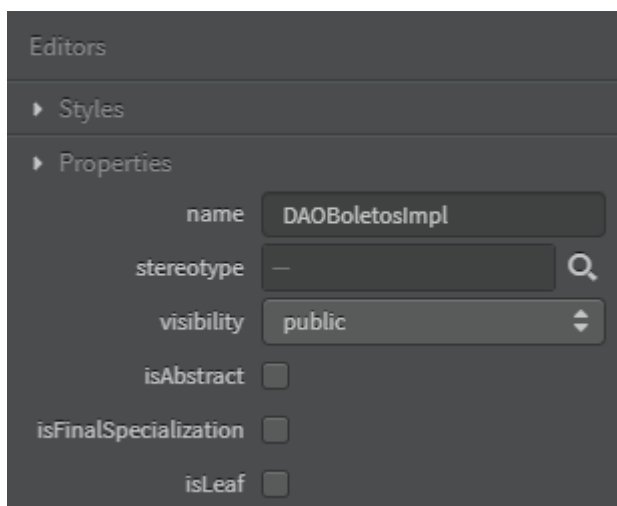 Editors
Styles
Properties
name DAOBoletosImpl
stereotype —
visibility public
isAbstract
isFinalSpecialization
isLeaf